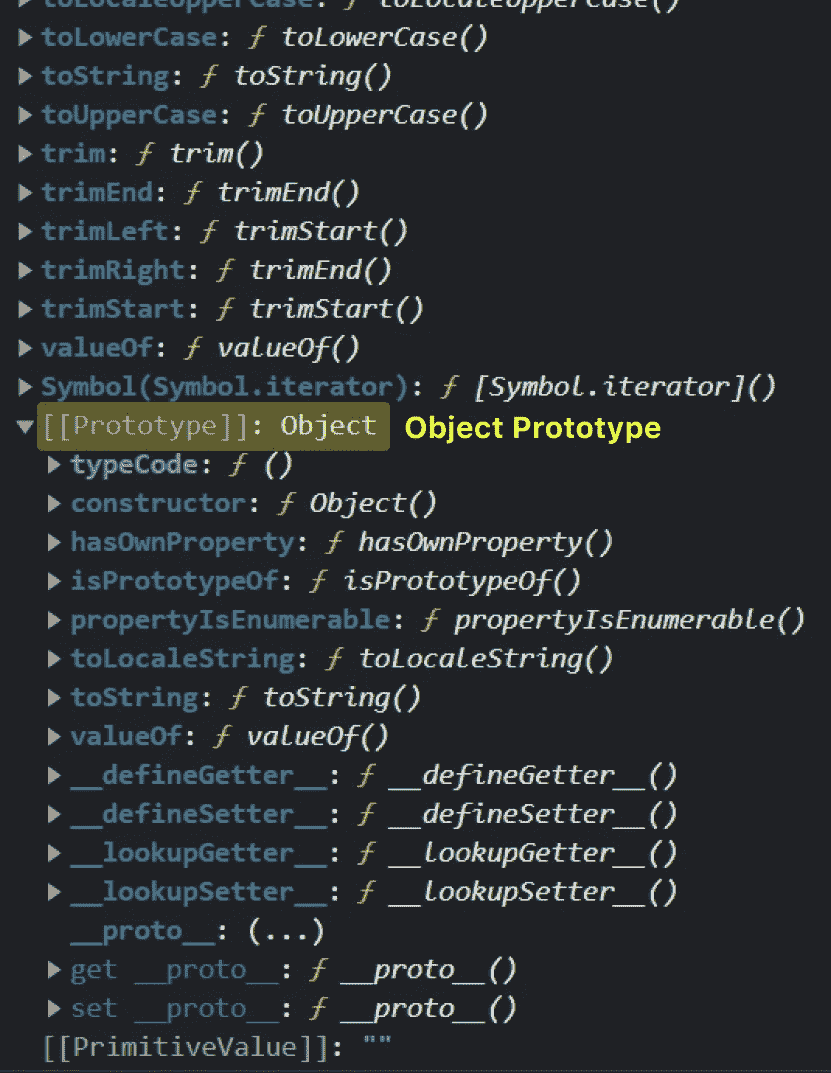 toLocaleUpperCase: ƒ toLocaleUpperCase()
toLowerCase: ƒ toLowerCase()
toString: ƒ toString()
toUpperCase: ƒ toUpperCase()
trim: ƒ trim()
trimEnd: ƒ trimEnd()
trimLeft: ƒ trimStart()
trimRight: ƒ trimEnd()
trimStart: ƒ trimStart()
valueOf: ƒ valueOf()
Symbol(Symbol.iterator): ƒ [Symbol.iterator]()
[[Prototype]]: Object Object Prototype
typeCode: ƒ ()
constructor: ƒ Object()
hasOwnProperty: ƒ hasOwnProperty()
isPrototypeOf: ƒ isPrototypeOf()
propertyIsEnumerable: ƒ propertyIsEnumerable()
toLocaleString: ƒ toLocaleString()
toString: ƒ toString()
valueOf: ƒ valueOf()
__defineGetter__: ƒ __defineGetter__()
__defineSetter__: ƒ __defineSetter__()
__lookupGetter__: ƒ __lookupGetter__()
__lookupSetter__: ƒ __lookupSetter__()
__proto__: (...)
get __proto__: ƒ __proto__()
set __proto__: ƒ __proto__()
[[PrimitiveValue]]: ""